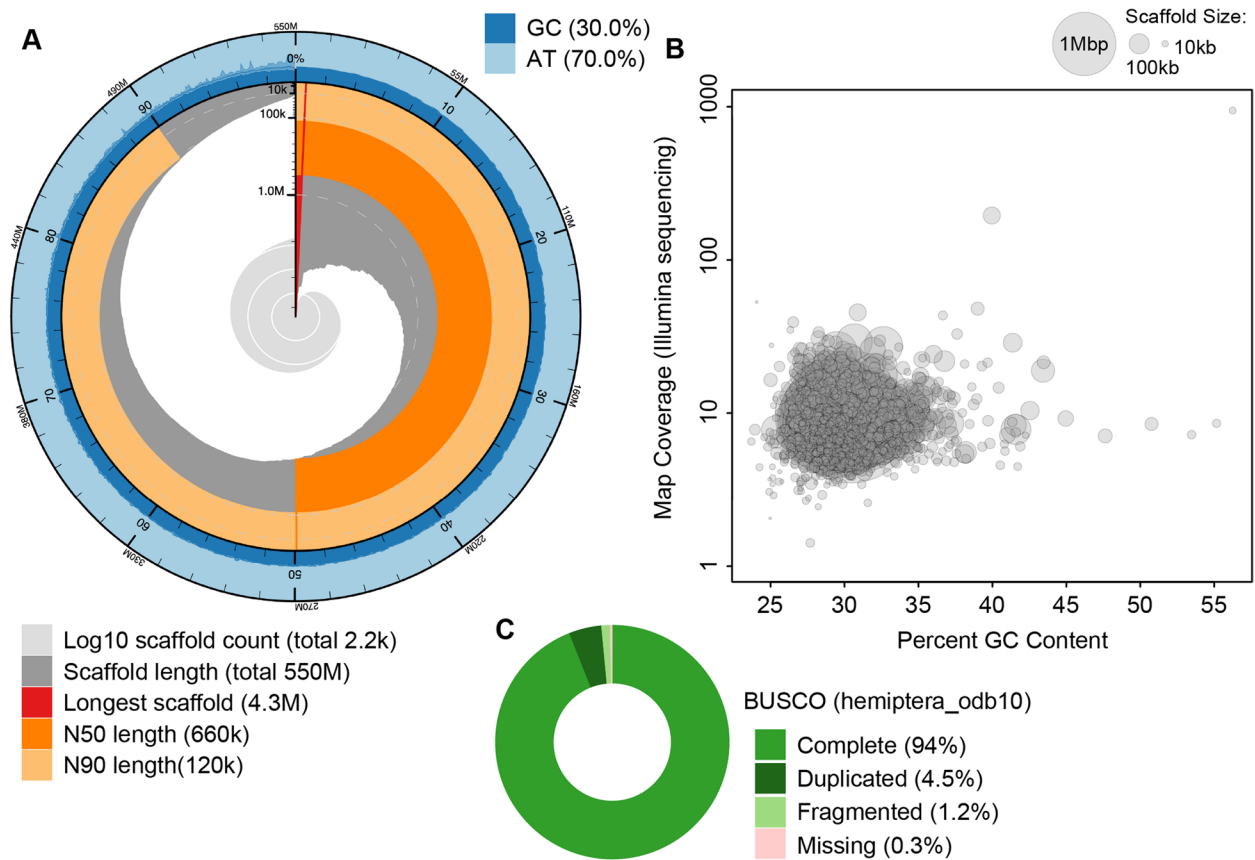 A
GC (30.0%)
AT (70.0%)
550M
55M
110M
160M
220M
270M
330M
380M
440M
490M
0%
10
20
30
40
50
60
70
80
90
10k
100k
1.0M
Log10 scaffold count (total 2.2k)
Scaffold length (total 550M)
Longest scaffold (4.3M)
N50 length (660k)
N90 length(120k)
B
Scaffold Size:
1Mbp
10kb
100kb
Map Coverage (Illumina sequencing)
1000
100
10
1
25 30 35 40 45 50 55
Percent GC Content
C
BUSCO (hemiptera_odb10)
Complete (94%)
Duplicated (4.5%)
Fragmented (1.2%)
Missing (0.3%)